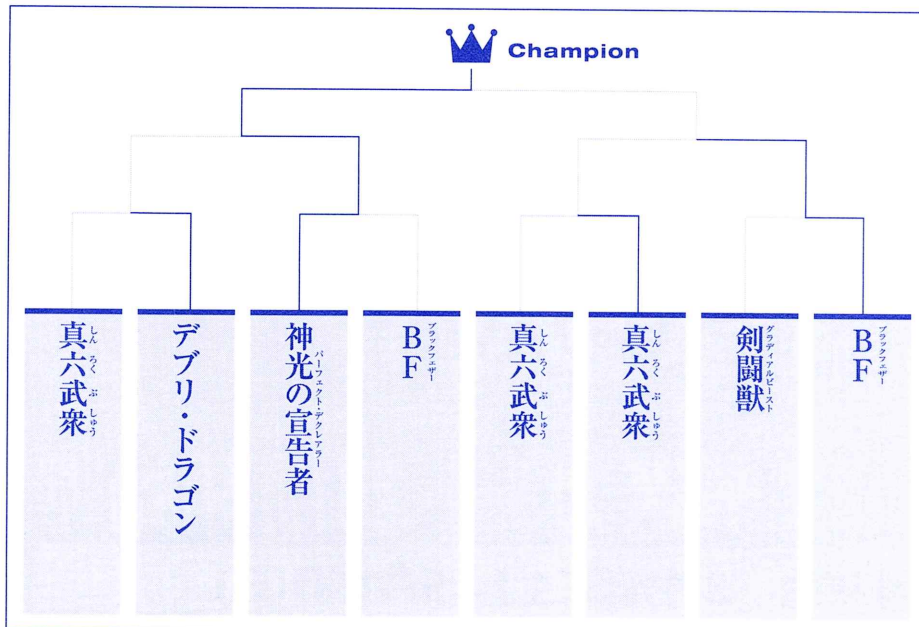 Champion
真六武衆
しんろくぶしゅう
デブリ・ドラゴン
神光の宣告者
パーフェクト・デクレアラー
BF
ブラックフェザー
真六武衆
しんろくぶしゅう
真六武衆
しんろくぶしゅう
剣闘獣
グラディアルビースト
BF
ブラックフェザー